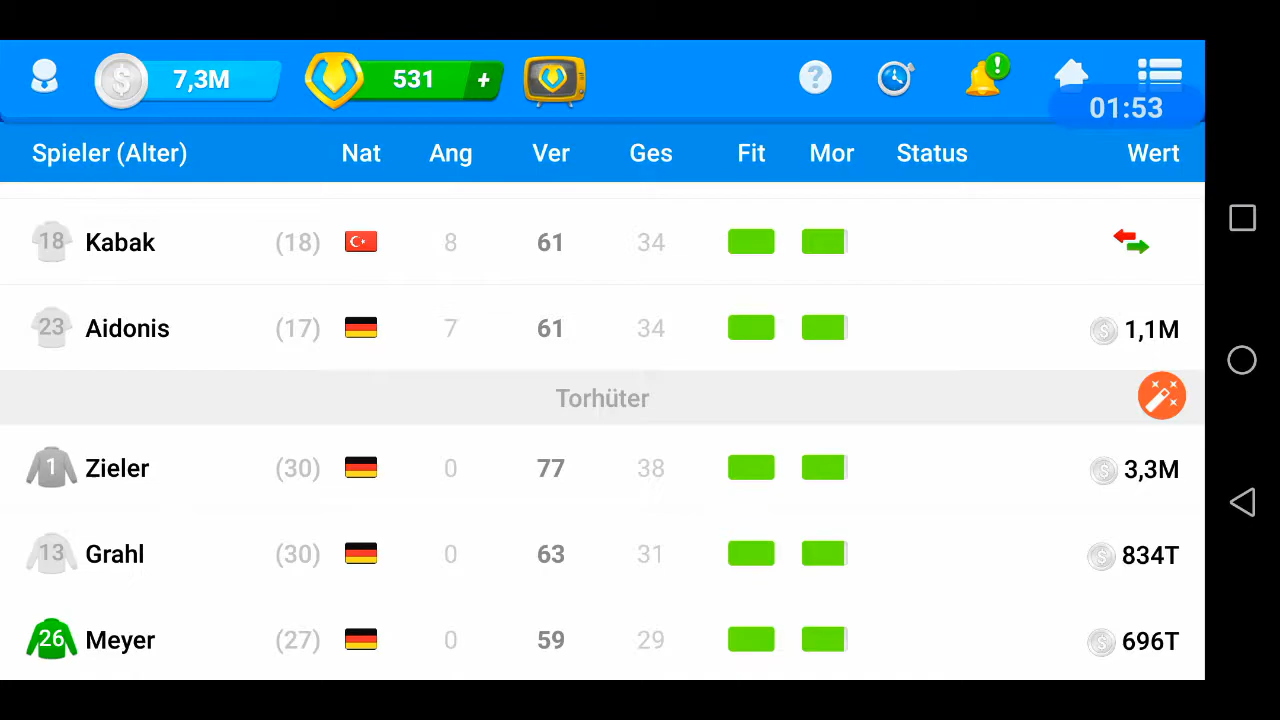 7,3M 531 + ? !
01:53
Spieler (Alter) Nat Ang Ver Ges Fit Mor Status Wert
18 Kabak (18) 8 61 34
23 Aidonis (17) 7 61 34 1,1M
Torhüter
1 Zieler (30) 0 77 38 3,3M
13 Grahl (30) 0 63 31 834T
26 Meyer (27) 0 59 29 696T